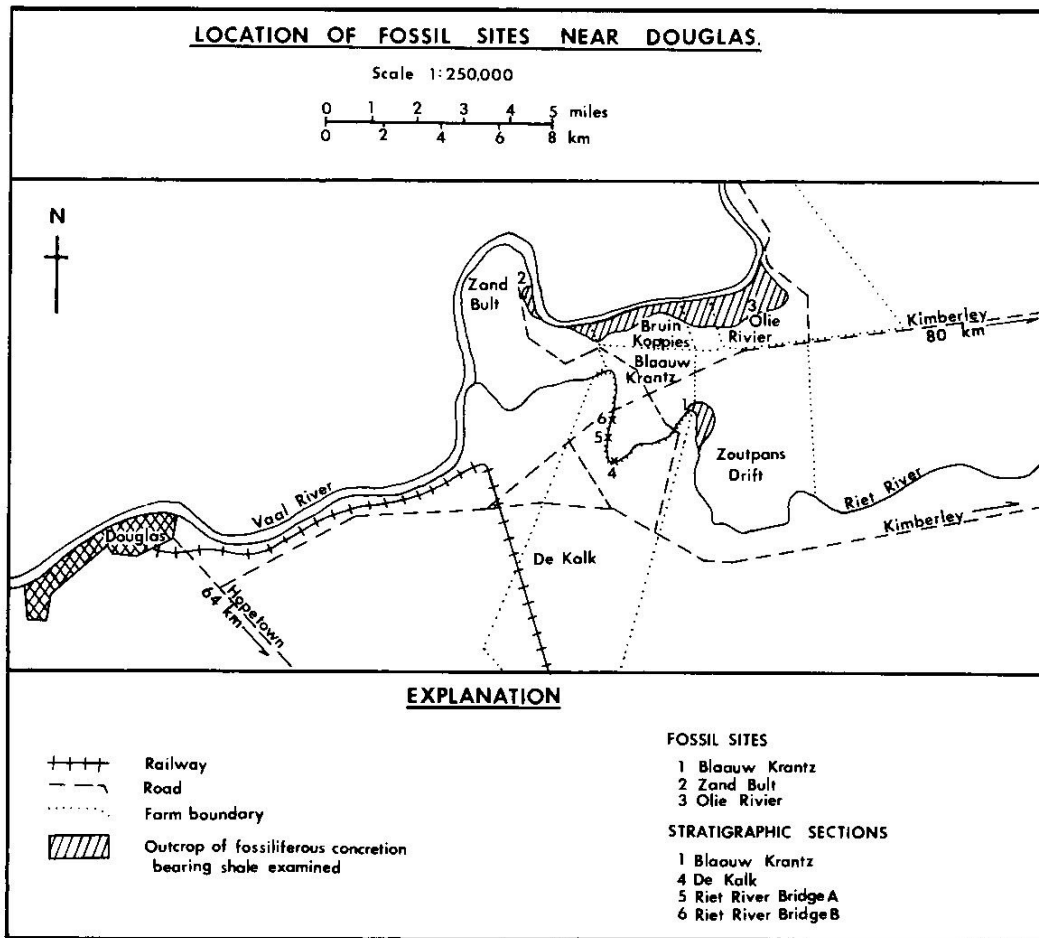 LOCATION OF FOSSIL SITES NEAR DOUGLAS.
Scale 1:250,000
0 1 2 3 4 5 miles
0 2 4 6 8 km
N
Zand
Bult
2
3
Olie
Rivier
Bruin
Koppies
Kimberley
80 km
Blaauw
Krantz
1
6
5
4
Zoutpans
Drift
Riet River
Kimberley
Vaal River
Douglas
De Kalk
Hopetown
64 km
EXPLANATION
Railway
Road
Farm boundary
Outcrop of fossiliferous concretion
bearing shale examined
FOSSIL SITES
1 Blaauw Krantz
2 Zand Bult
3 Olie Rivier
STRATIGRAPHIC SECTIONS
1 Blaauw Krantz
4 De Kalk
5 Riet River Bridge A
6 Riet River Bridge B